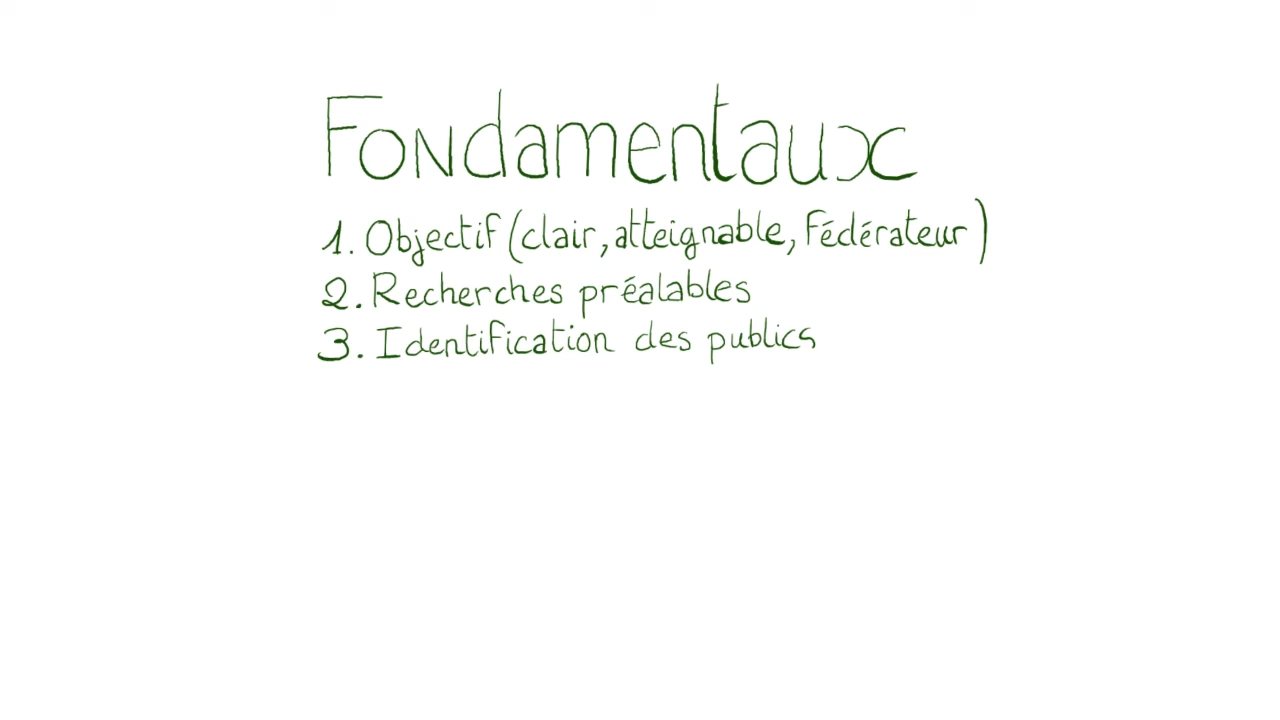 Fondamentaux
1. Objectif (clair, atteignable, Fédérateur)
2. Recherches préalables
3. Identification des publics